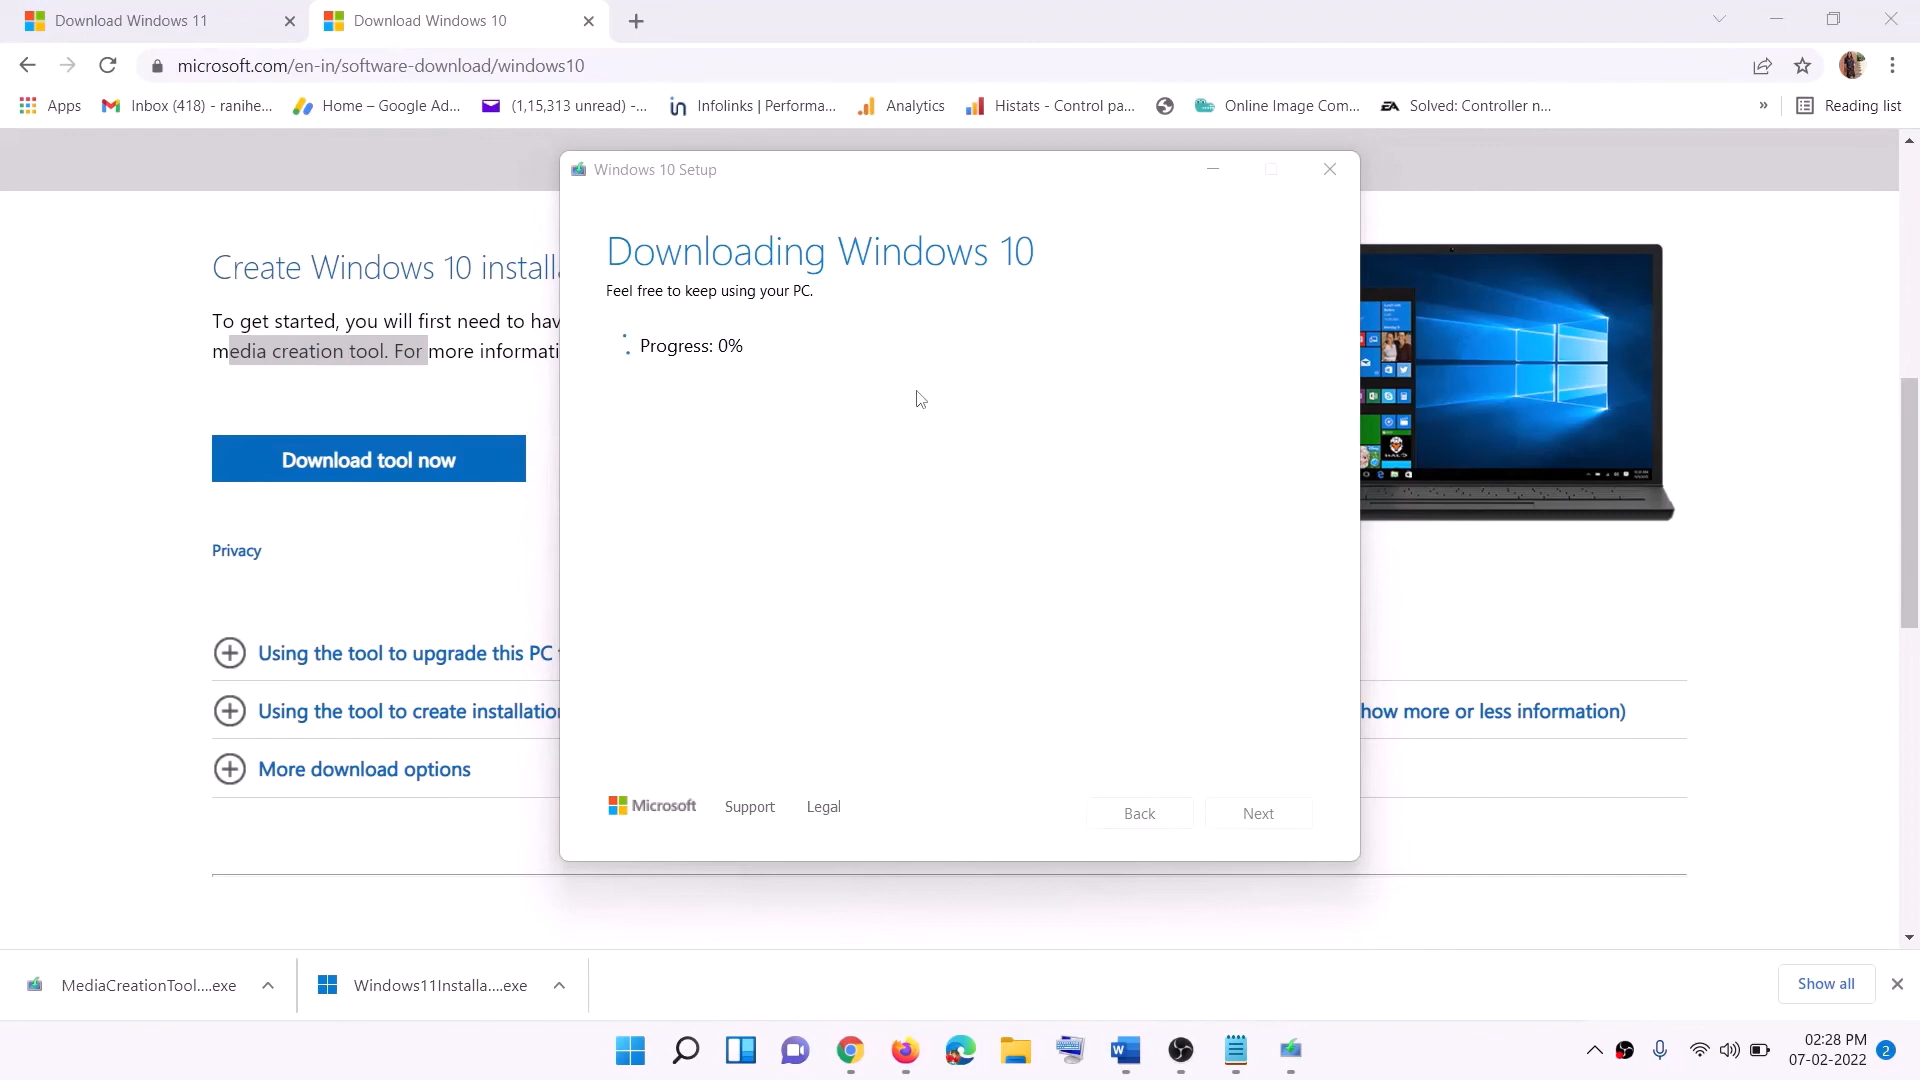 Download Windows 11
Download Windows 10
microsoft.com/en-in/software-download/windows10
Apps
Inbox (418) - ranihe...
Home – Google Ad...
(1,15,313 unread) -...
Infolinks | Performa...
Analytics
Histats - Control pa...
Online Image Com...
Solved: Controller n...
»
Reading list
Windows 10 Setup
Downloading Windows 10
Feel free to keep using your PC.
Progress: 0%
Create Windows 10 install
To get started, you will first need to hav
media creation tool. For more informati
Download tool now
Privacy
Using the tool to upgrade this PC
Using the tool to create installation
how more or less information)
More download options
Microsoft
Support
Legal
Back
Next
MediaCreationTool....exe
Windows11Installa....exe
Show all
02:28 PM
07-02-2022
2